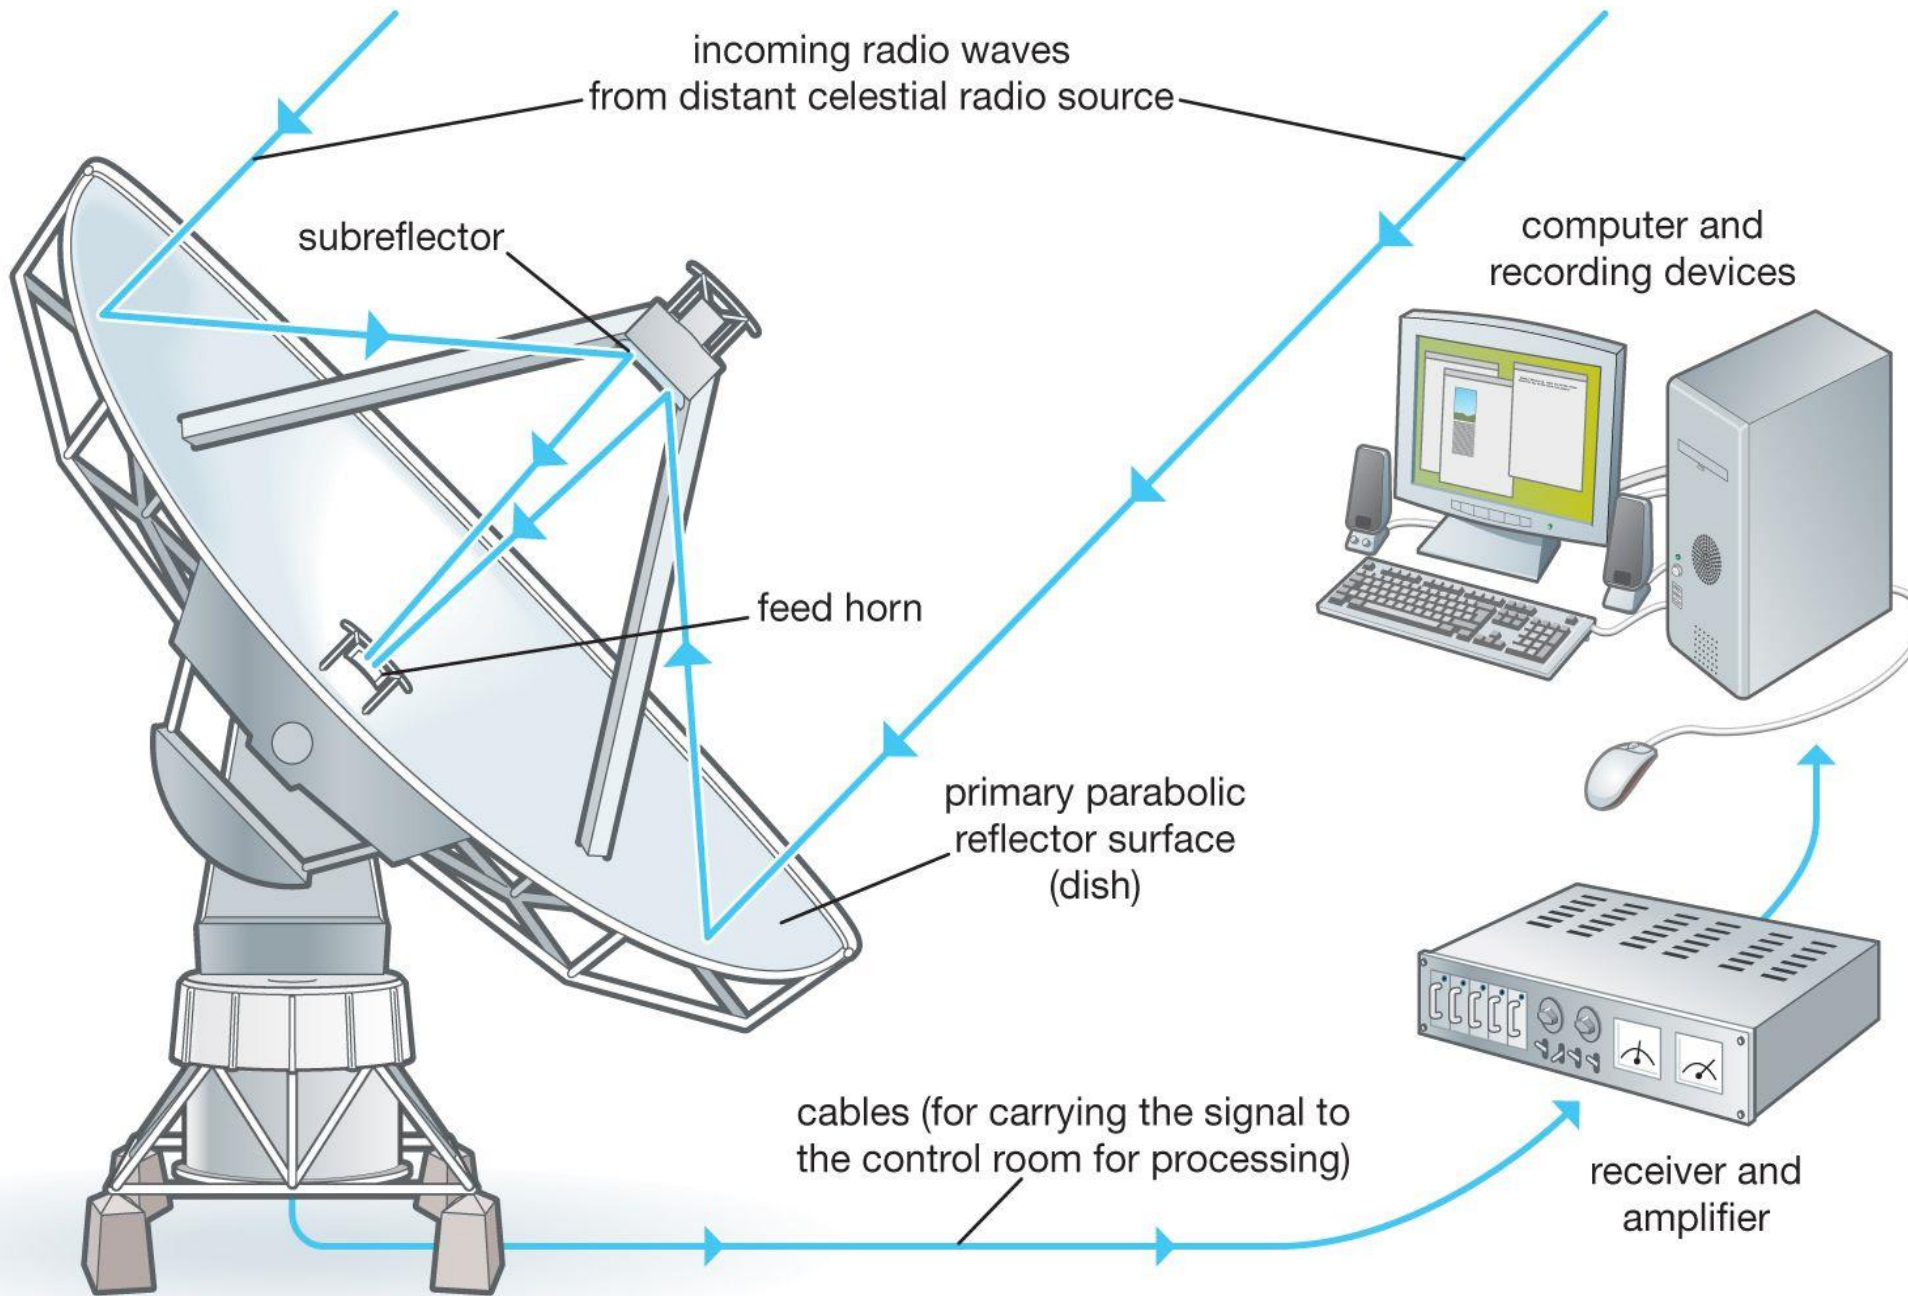 incoming radio waves
from distant celestial radio source
subreflector
computer and
recording devices
feed horn
primary parabolic
reflector surface
(dish)
cables (for carrying the signal to
the control room for processing)
receiver and
amplifier